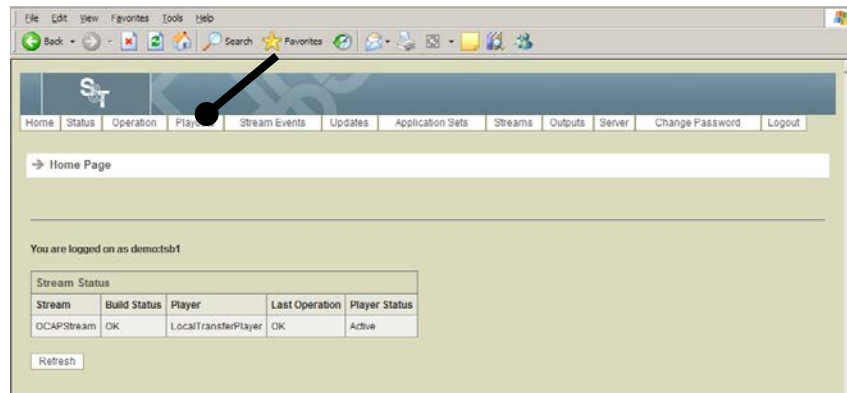 File Edit View Favorites Tools Help
Back Search Favorites
S&T
Home Status Operation Stream Events Updates Application Sets Streams Outputs Server Change Password Logout
Home Page
You are logged on as demo:tsb1
Stream Status
Stream Build Status Player Last Operation Player Status
OCAPStream OK LocalTransferPlayer OK Active
Refresh